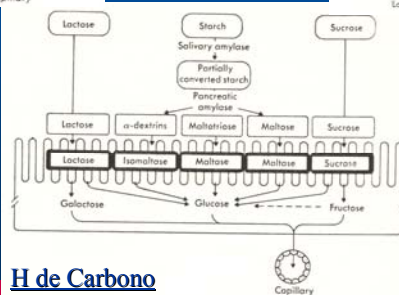 Lactose Starch Sucrose
Salivary amylase
Partially
converted starch
Pancreatic
amylase
Lactose α-dextrins Maltotriose Maltose Sucrose
Lactose Isomaltase Maltase Maltase Sucrase
Galactose Glucose Fructose
Capillary
H de Carbono